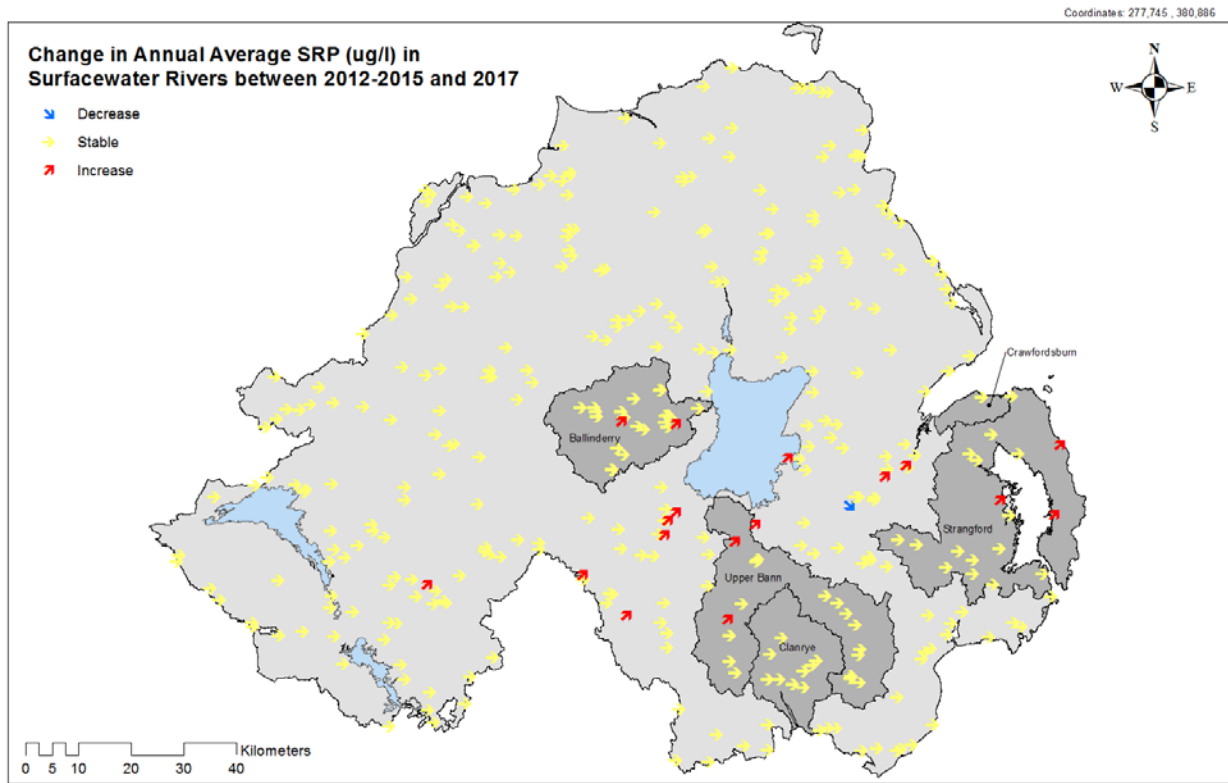 Coordinates: 277,745 , 380,886
Change in Annual Average SRP (ug/l) in
Surfacewater Rivers between 2012-2015 and 2017
N
W
E
S
Decrease
Stable
Increase
Crawfordsburn
Ballinderry
Strangford
Upper Bann
Clanrye
Kilometers
0 5 10 20 30 40